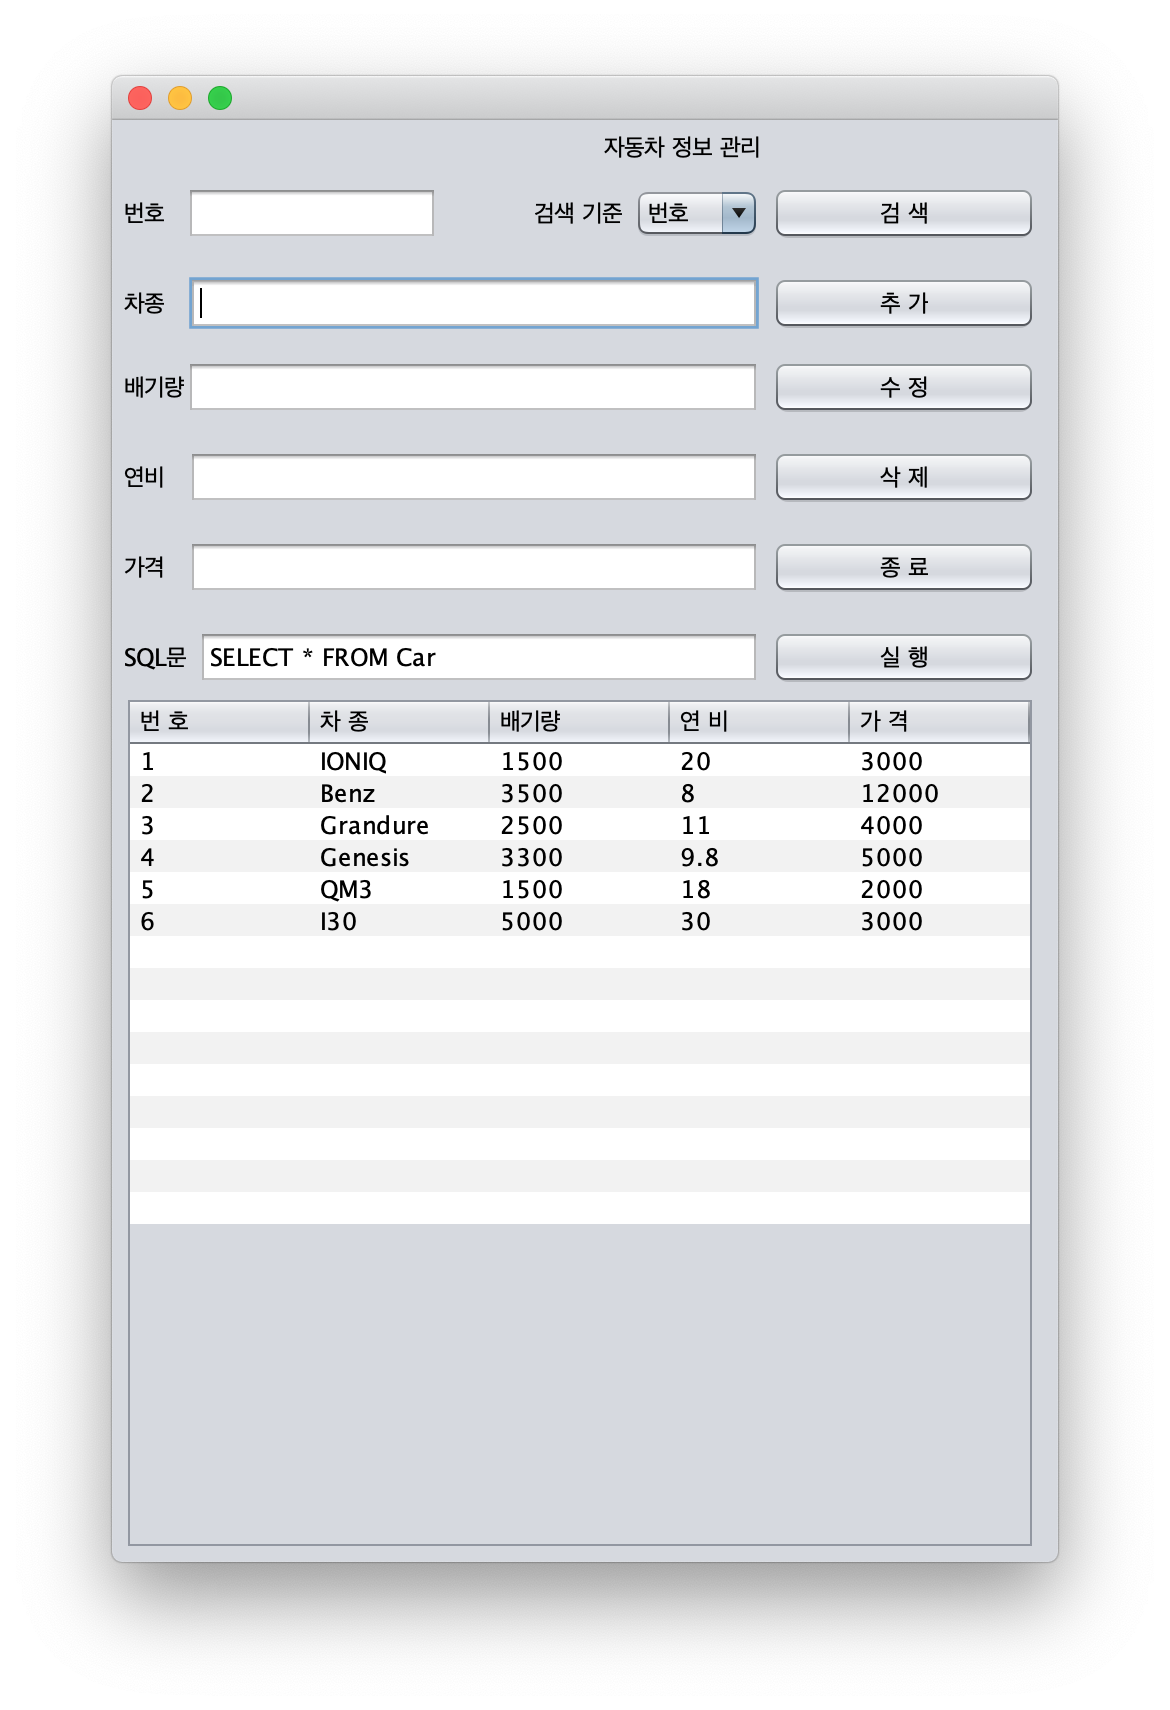 자동차 정보 관리
번호 검색 기준 번호 검 색
차종 추 가
배기량 수 정
연비 삭 제
가격 종 료
SQL문 SELECT * FROM Car 실 행
번 호 차 종 배기량 연 비 가 격
1 IONIQ 1500 20 3000
2 Benz 3500 8 12000
3 Grandure 2500 11 4000
4 Genesis 3300 9.8 5000
5 QM3 1500 18 2000
6 I30 5000 30 3000